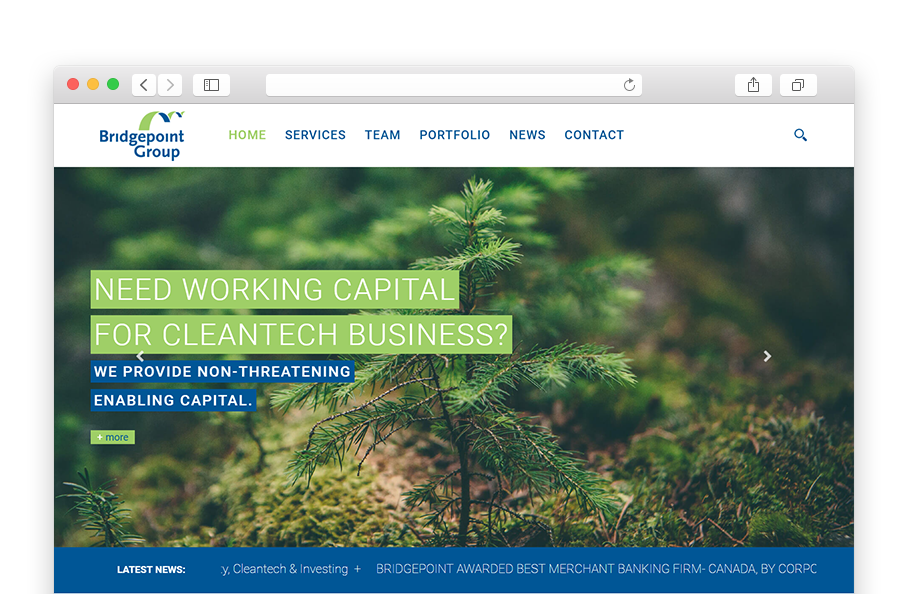 Bridgepoint
Group
HOME SERVICES TEAM PORTFOLIO NEWS CONTACT
NEED WORKING CAPITAL
FOR CLEANTECH BUSINESS?
WE PROVIDE NON-THREATENING
ENABLING CAPITAL.
+ more
LATEST NEWS: y, Cleantech & Investing + BRIDGEPOINT AWARDED BEST MERCHANT BANKING FIRM- CANADA, BY CORPO